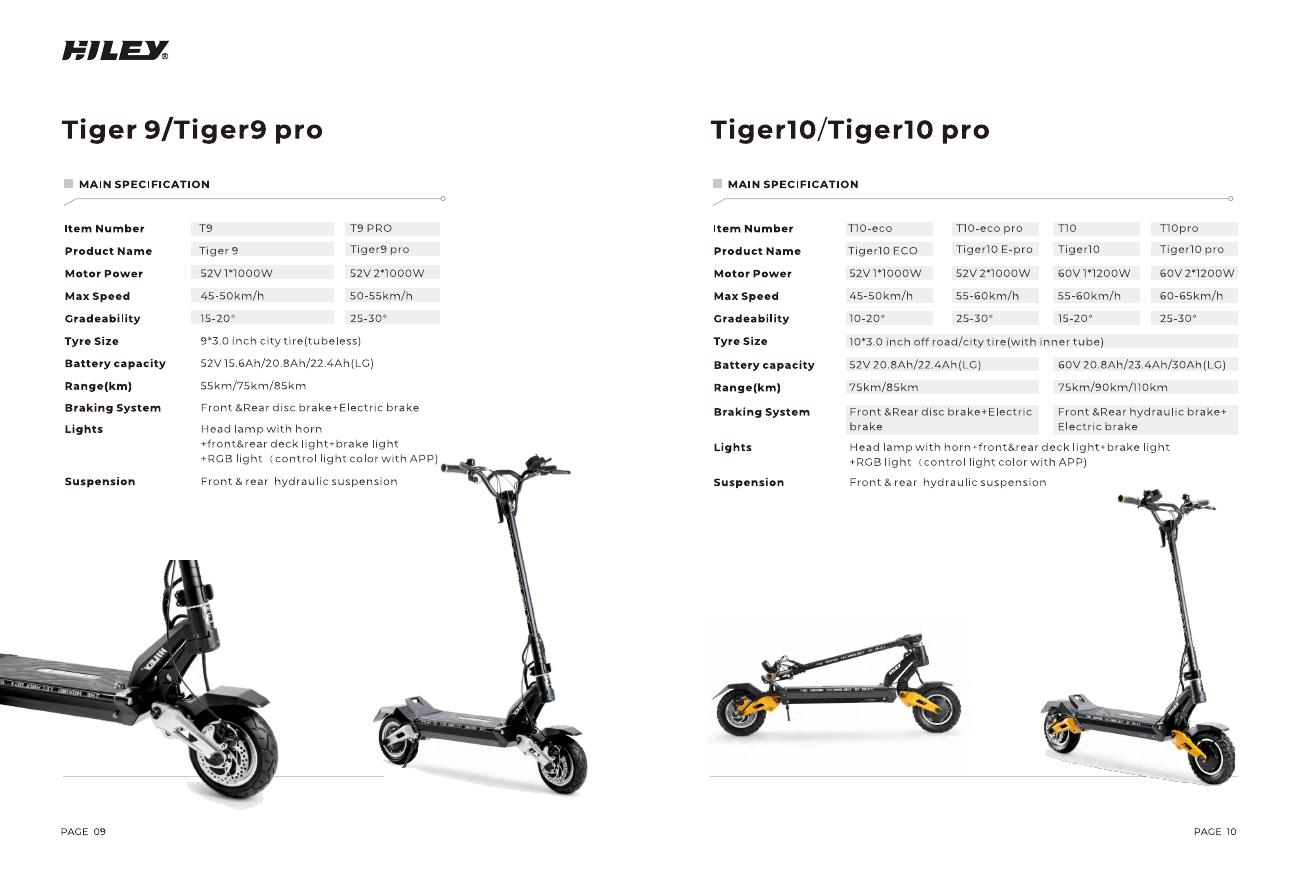 HILEY®
Tiger 9/Tiger9 pro
MAIN SPECIFICATION
Item Number T9 T9 PRO
Product Name Tiger 9 Tiger9 pro
Motor Power 52V 1*1000W 52V 2*1000W
Max Speed 45-50km/h 50-55km/h
Gradeability 15-20° 25-30°
Tyre Size 9*3.0 inch city tire(tubeless)
Battery capacity 52V 15.6Ah/20.8Ah/22.4Ah(LG)
Range(km) 55km/75km/85km
Braking System Front &Rear disc brake+Electric brake
Lights Head lamp with horn
+front&rear deck light+brake light
+RGB light（control light color with APP)
Suspension Front & rear hydraulic suspension
HILEY
PAGE 09
Tiger10/Tiger10 pro
MAIN SPECIFICATION
Item Number T10-eco T10-eco pro T10 T10pro
Product Name Tiger10 ECO Tiger10 E-pro Tiger10 Tiger10 pro
Motor Power 52V 1*1000W 52V 2*1000W 60V 1*1200W 60V 2*1200W
Max Speed 45-50km/h 55-60km/h 55-60km/h 60-65km/h
Gradeability 10-20° 25-30° 15-20° 25-30°
Tyre Size 10*3.0 inch off road/city tire(with inner tube)
Battery capacity 52V 20.8Ah/22.4Ah(LG) 60V 20.8Ah/23.4Ah/30Ah(LG)
Range(km) 75km/85km 75km/90km/110km
Braking System Front &Rear disc brake+Electric Front &Rear hydraulic brake+
brake Electric brake
Lights Head lamp with horn+front&rear deck light+brake light
+RGB light（control light color with APP)
Suspension Front & rear hydraulic suspension
PAGE 10